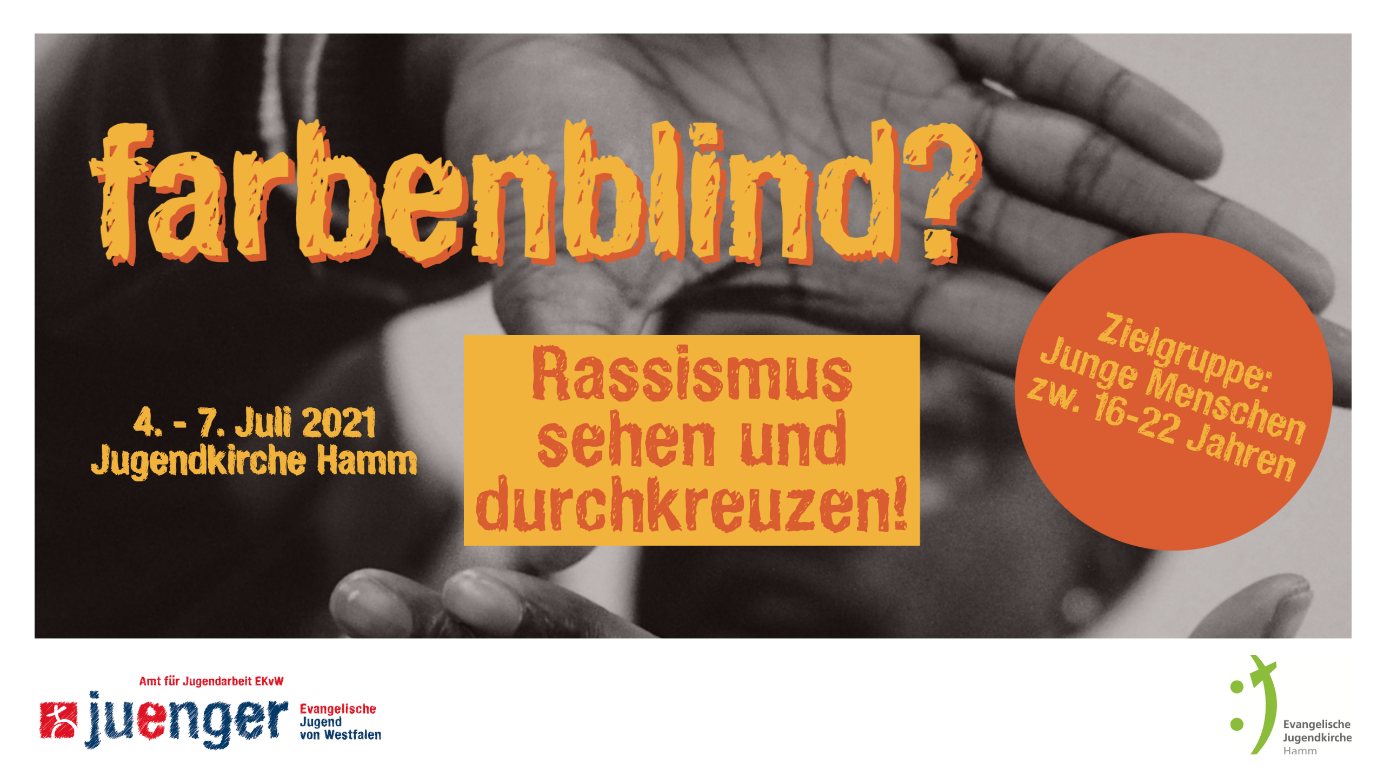 farbenblind?
Rassismus
sehen und
durchkreuzen!
4. - 7. Juli 2021
Jugendkirche Hamm
Zielgruppe:
Junge Menschen
zw. 16-22 Jahren
Amt für Jugendarbeit EKvW
juenger
Evangelische
Jugend
von Westfalen
Evangelische
Jugendkirche
Hamm